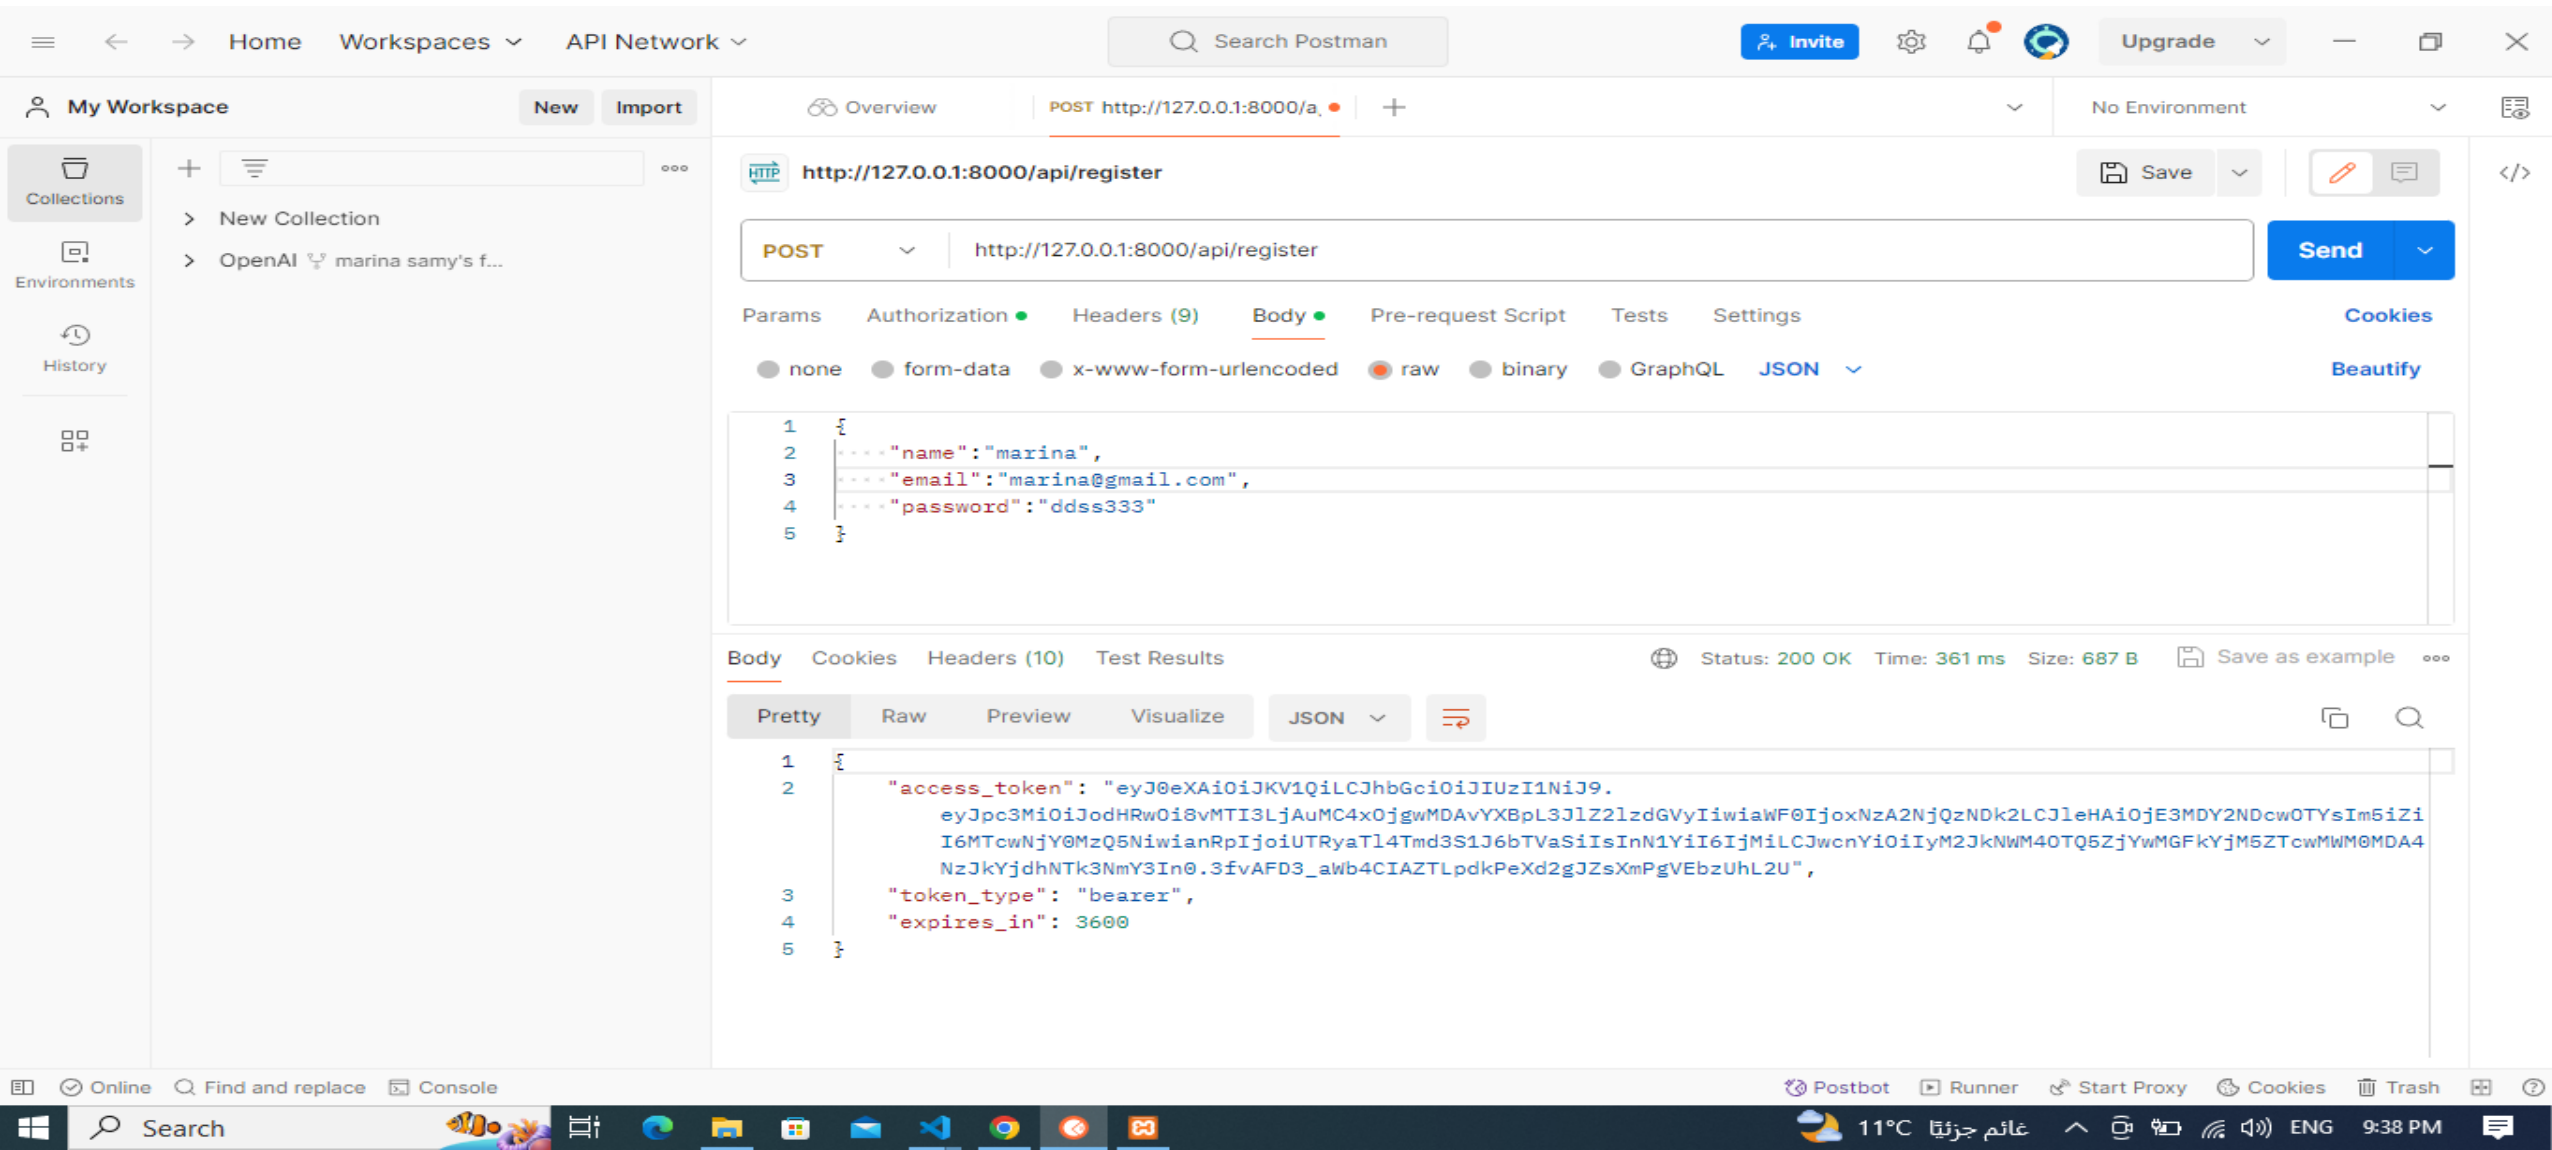 Home Workspaces API Network Search Postman Invite Upgrade
My Workspace New Import Overview POST http://127.0.0.1:8000/a No Environment
Collections
Environments
History
New Collection
OpenAI marina samy's f...
HTTP http://127.0.0.1:8000/api/register Save
POST http://127.0.0.1:8000/api/register Send
Params Authorization Headers (9) Body Pre-request Script Tests Settings Cookies
none form-data x-www-form-urlencoded raw binary GraphQL JSON Beautify
1 {
2 "name":"marina",
3 "email":"marina@gmail.com",
4 "password":"ddss333"
5 }
Body Cookies Headers (10) Test Results Status: 200 OK Time: 361 ms Size: 687 B Save as example
Pretty Raw Preview Visualize JSON
1 {
2 "access_token": "eyJ0eXAiOiJKV1QiLCJhbGciOiJIUzI1NiJ9.
eyJpc3MiOiJodHRwOi8vMTI3LjAuMC4xOjgwMDAvYXBpL3JlZ2lzdGVyIiwiaWF0IjoxNzA2NjQzNDk2LCJleHAiOjE3MDY2NDcwOTYsIm5iZi
I6MTcwNjY0MzQ5NiwianRpIjoiUTRyaTl4Tmd3S1J6bTVaSiIsInN1YiI6IjMiLCJwcnYiOiIyM2JkNWM4OTQ5ZjYwMGFkYjM5ZTcwMWM0MDA4
NzJkYjdhNTk3NmY3In0.3fvAFD3_aWb4CIAZTLpdkPeXd2gJZsXmPgVEbzUhL2U",
3 "token_type": "bearer",
4 "expires_in": 3600
5 }
Online Find and replace Console Postbot Runner Start Proxy Cookies Trash
Search 11°C غائم جزئيًا ENG 9:38 PM